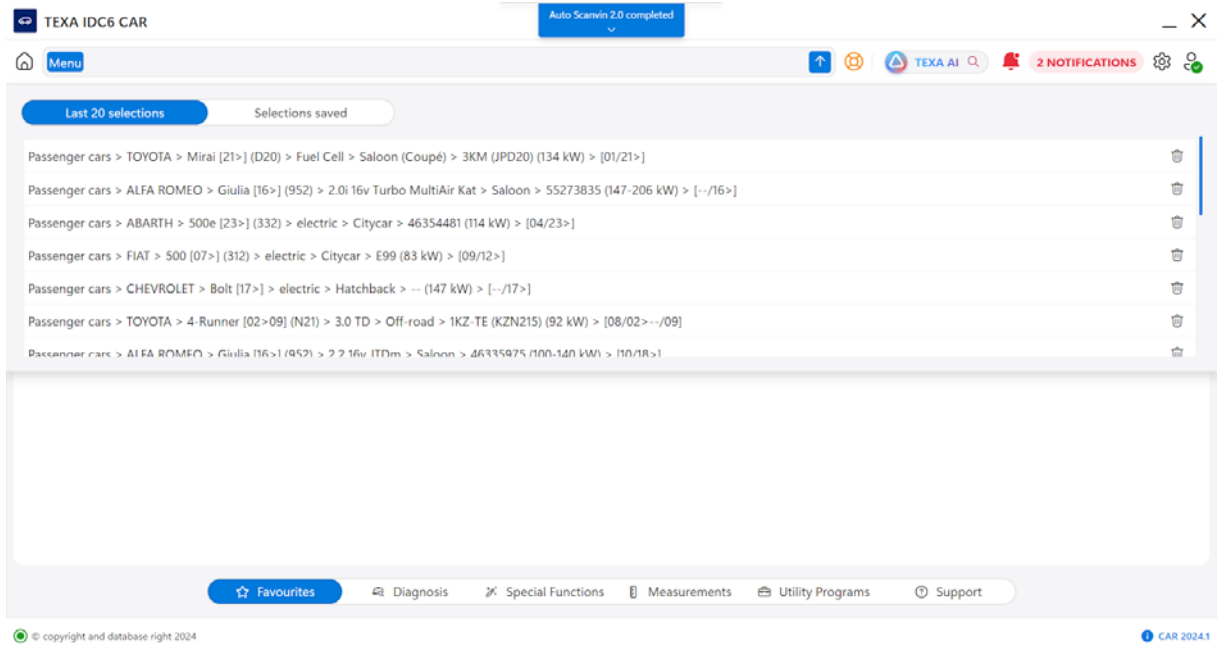 TEXA IDC6 CAR
Auto Scanvin 2.0 completed
Menu
TEXA AI
2 NOTIFICATIONS
Last 20 selections
Selections saved
Passenger cars > TOYOTA > Mirai [21>] (D20) > Fuel Cell > Saloon (Coupé) > 3KM (JPD20) (134 kW) > [01/21>]
Passenger cars > ALFA ROMEO > Giulia [16>] (952) > 2.0i 16v Turbo MultiAir Kat > Saloon > 55273835 (147-206 kW) > [--/16>]
Passenger cars > ABARTH > 500e [23>] (332) > electric > Citycar > 46354481 (114 kW) > [04/23>]
Passenger cars > FIAT > 500 [07>] (312) > electric > Citycar > E99 (83 kW) > [09/12>]
Passenger cars > CHEVROLET > Bolt [17>] > electric > Hatchback > -- (147 kW) > [--/17>]
Passenger cars > TOYOTA > 4-Runner [02>09] (N21) > 3.0 TD > Off-road > 1KZ-TE (KZN215) (92 kW) > [08/02>--/09]
Passenger cars > ALFA ROMEO > Giulia [16>] (952) > 2.2 16v JTDm > Saloon > 46335975 (100-140 kW) > [10/18>]
Favourites
Diagnosis
Special Functions
Measurements
Utility Programs
Support
© copyright and database right 2024
CAR 2024.1